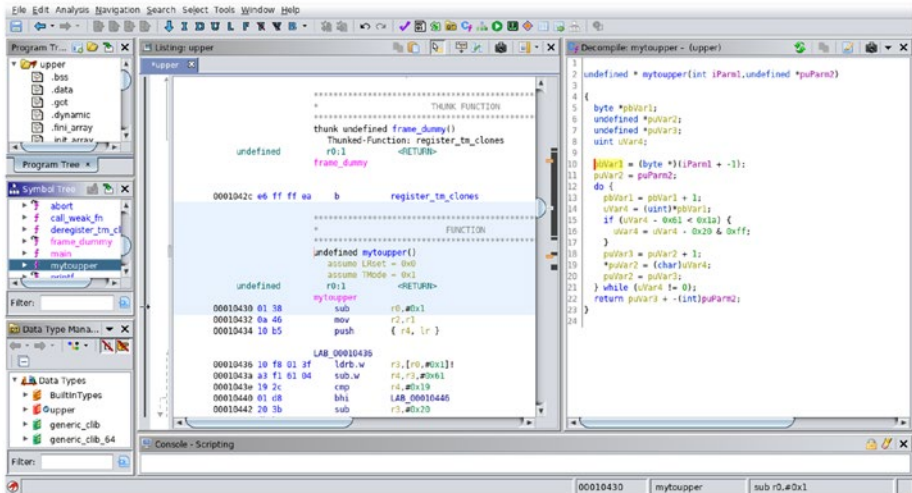 File Edit Analysis Navigation Search Select Tools Window Help
Program Tr...
upper
.bss
.data
.got
.dynamic
.fini_array
init_array
Program Tree ×
Symbol Tree
abort
call_weak_fn
deregister_tm_cl
frame_dummy
main
mytoupper
printf
Filter:
Data Type Mana...
Data Types
BuiltInTypes
upper
generic_clib
generic_clib_64
Filter:
Listing: upper
*upper
* THUNK FUNCTION
thunk undefined frame_dummy()
Thunked-Function: register_tm_clones
undefined r0:1 <RETURN>
frame_dummy
0001042c e6 ff ff ea b register_tm_clones
* FUNCTION
undefined mytoupper()
assume LRset = 0x0
assume TMode = 0x1
undefined r0:1 <RETURN>
mytoupper
00010430 01 38 sub r0,#0x1
00010432 0a 46 mov r2,r1
00010434 10 b5 push { r4, lr }
LAB_00010436
00010436 10 f8 01 3f ldrb.w r3,[r0,#0x1]!
0001043a a3 f1 61 04 sub.w r4,r3,#0x61
0001043e 19 2c cmp r4,#0x19
00010440 01 d8 bhi LAB_00010446
00010442 20 3b sub r3,#0x20
Decompile: mytoupper - (upper)
1
2 undefined * mytoupper(int iParm1,undefined *puParm2)
3
4 {
5 byte *pbVar1;
6 undefined *puVar2;
7 undefined *puVar3;
8 uint uVar4;
9
10 pbVar1 = (byte *)(iParm1 + -1);
11 puVar2 = puParm2;
12 do {
13 pbVar1 = pbVar1 + 1;
14 uVar4 = (uint)*pbVar1;
15 if (uVar4 - 0x61 < 0x1a) {
16 uVar4 = uVar4 - 0x20 & 0xff;
17 }
18 puVar3 = puVar2 + 1;
19 *puVar2 = (char)uVar4;
20 puVar2 = puVar3;
21 } while (uVar4 != 0);
22 return puVar3 + -(int)puParm2;
23 }
24
Console - Scripting
00010430 mytoupper sub r0,#0x1